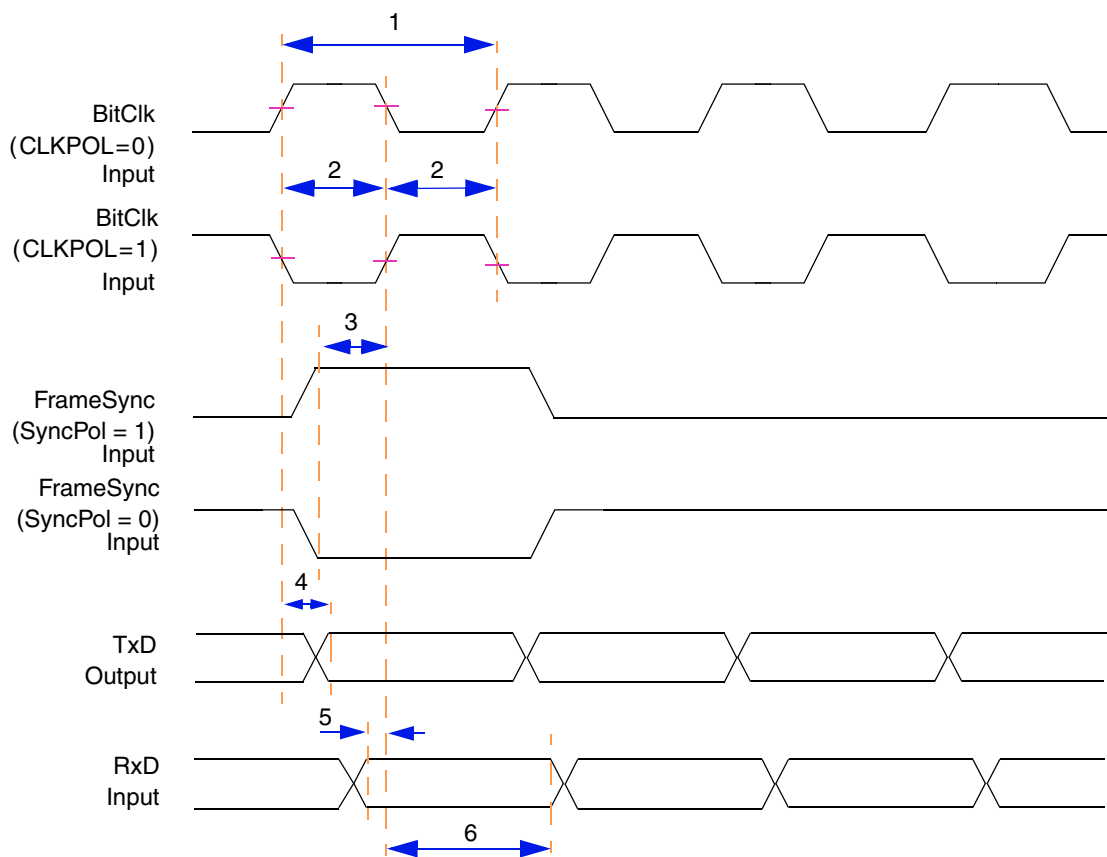 1
BitClk
(CLKPOL=0)
Input
2 2
BitClk
(CLKPOL=1)
Input
3
FrameSync
(SyncPol = 1)
Input
FrameSync
(SyncPol = 0)
Input
4
TxD
Output
5
RxD
Input
6